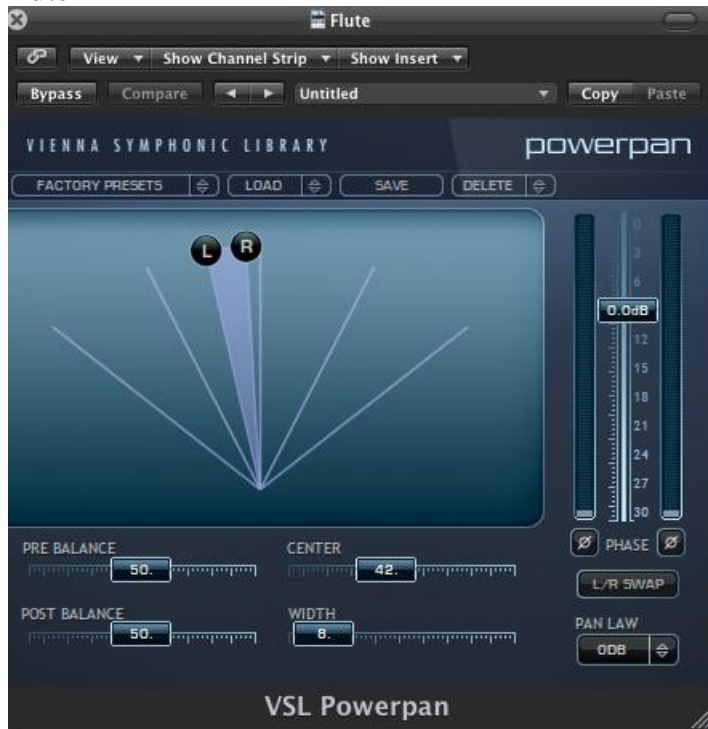 Flute
View Show Channel Strip Show Insert
Bypass Compare Untitled Copy Paste
VIENNA SYMPHONIC LIBRARY powerpan
FACTORY PRESETS LOAD SAVE DELETE
L R
0
3
6
0.0dB
12
15
18
21
24
27
30
PRE BALANCE CENTER Ø PHASE Ø
50. 42.
L/R SWAP
POST BALANCE WIDTH PAN LAW
50. 8.
0DB
VSL Powerpan